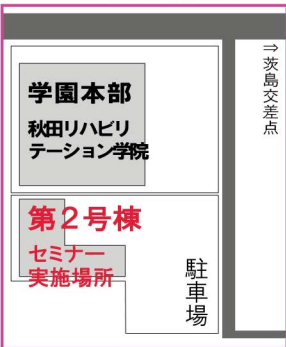 学園本部
秋田リハビリ
テーション学院
第2号棟
セミナー
実施場所
駐車場
⇒茨島交差点